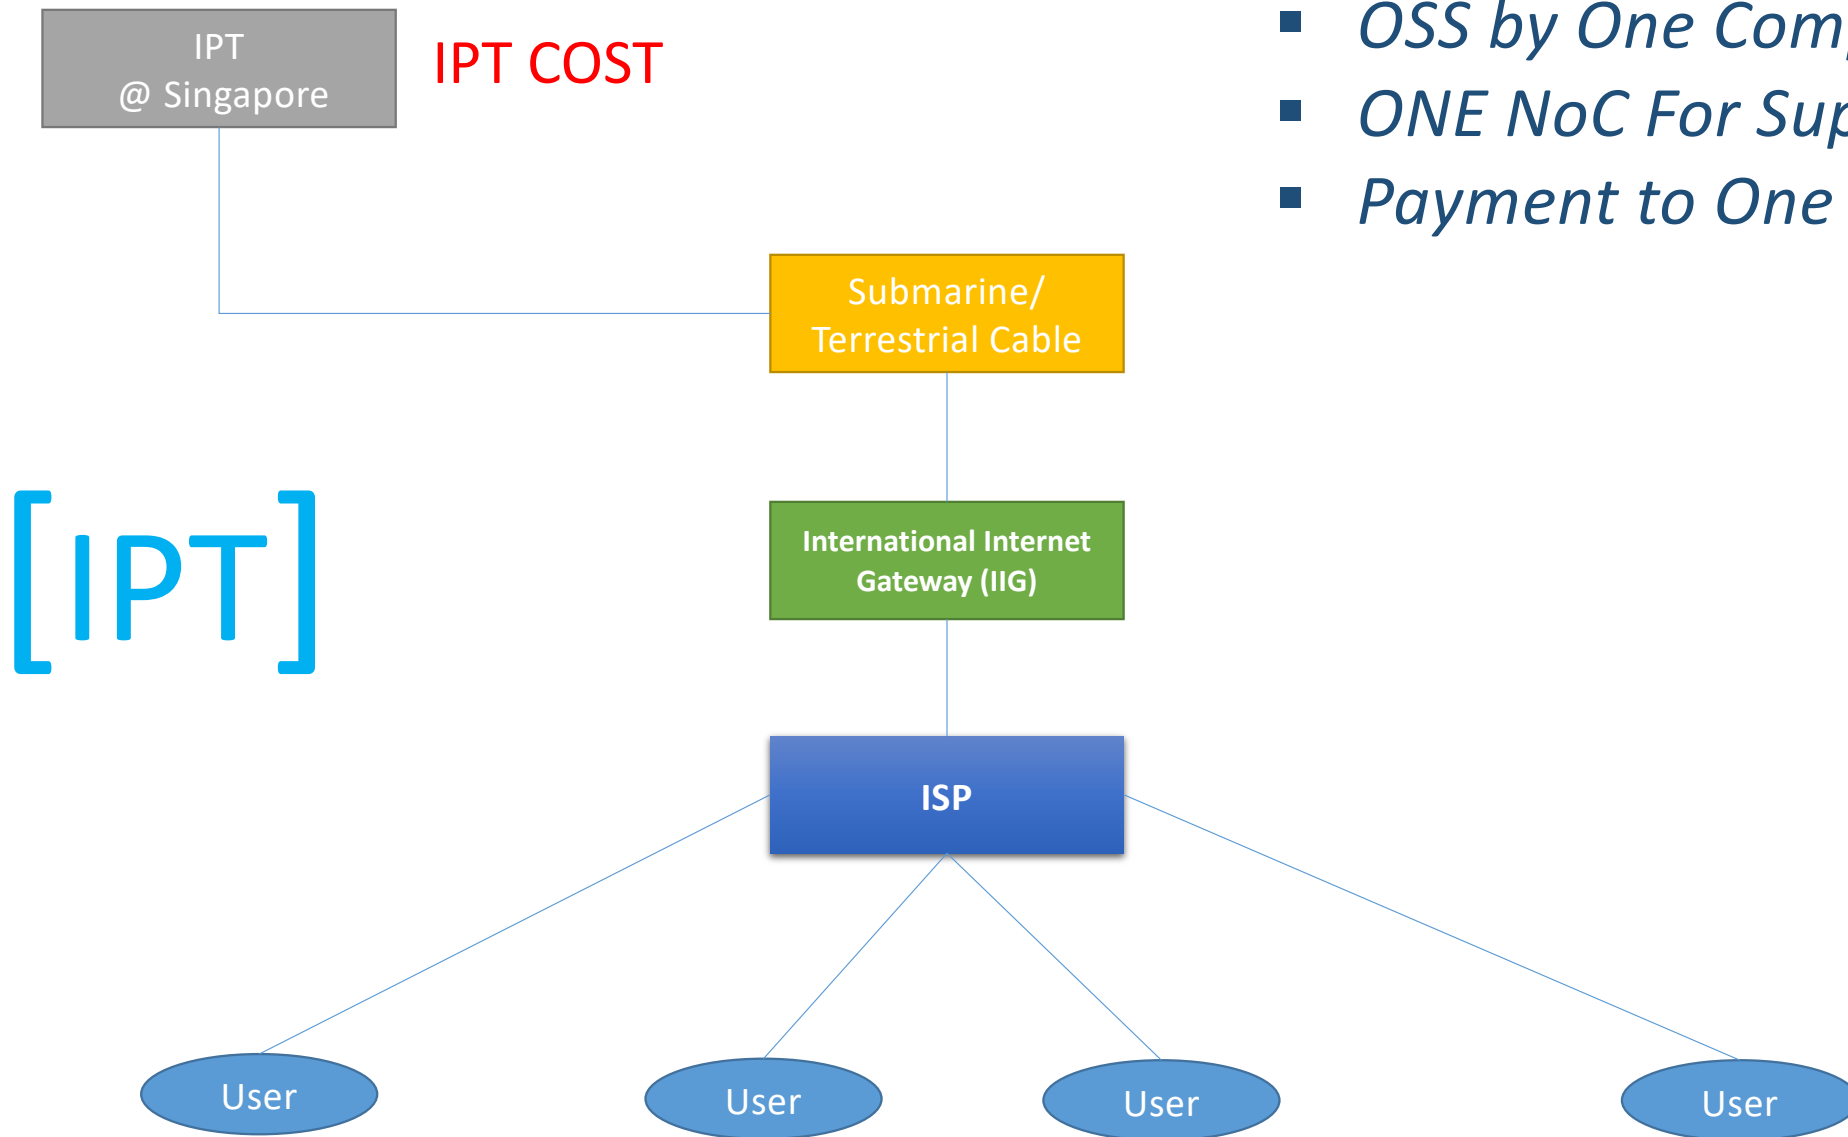 IPT
@ Singapore
IPT COST
OSS by One
ONE NoC For
Payment to One
Submarine/
Terrestrial Cable
[IPT]
International Internet
Gateway (IIG)
ISP
User
User
User
User